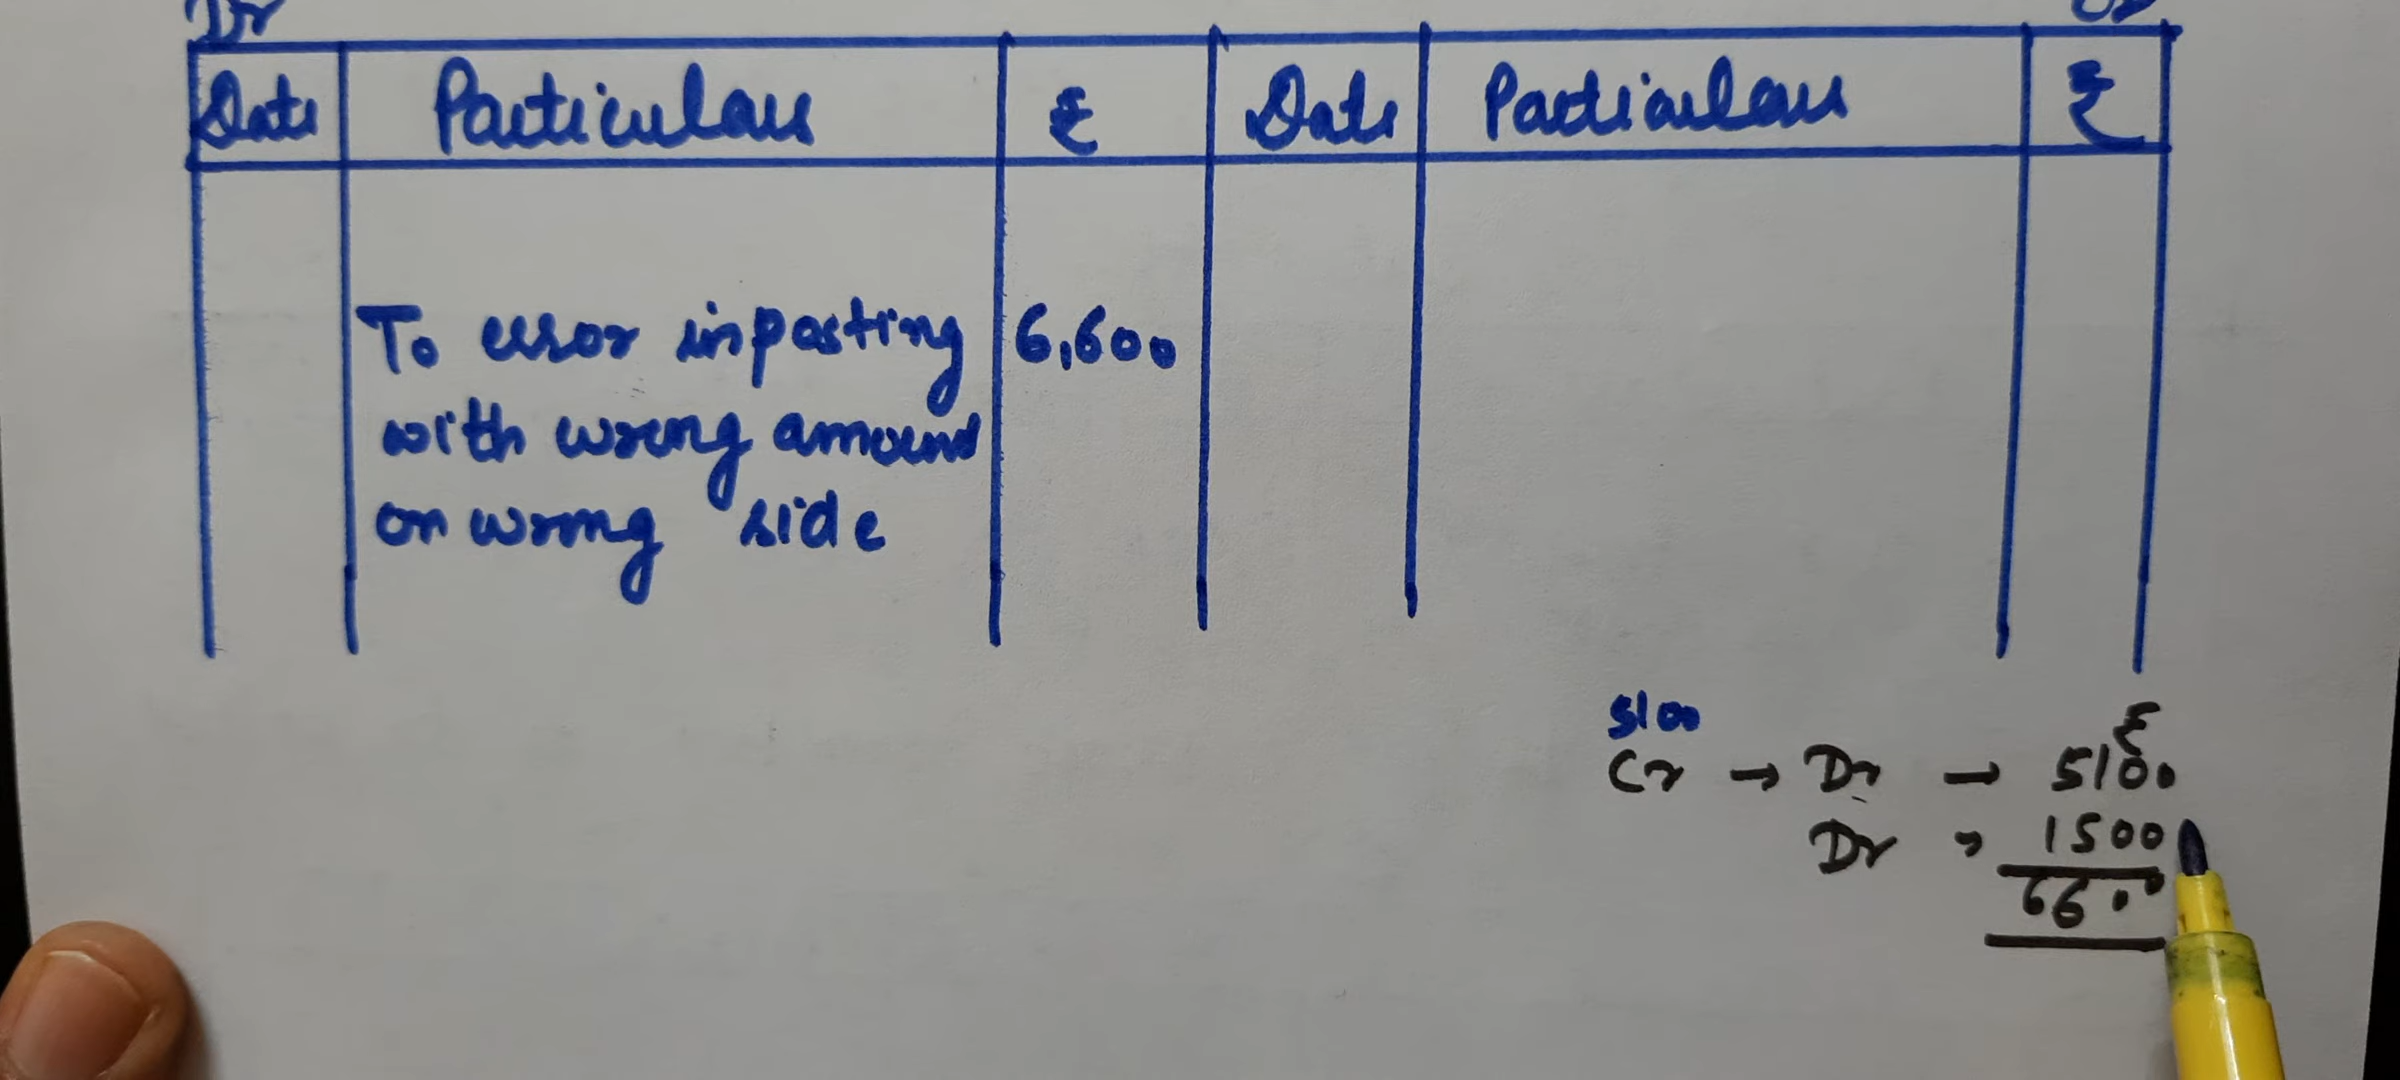 Dr Cr
Date Particulars ₹ Date Particulars ₹
To error in posting 6,600
with wrong amount
on wrong side
5100
₹
Cr → Dr → 5100
Dr → 1500
6600